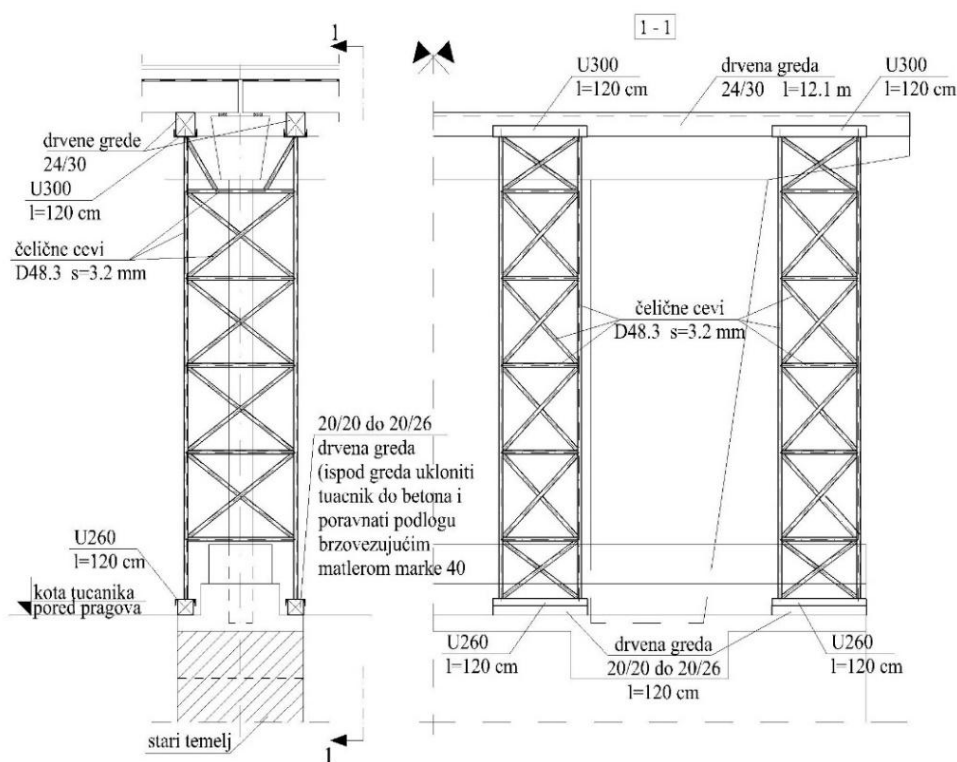 1
1 - 1
U300
l=120 cm
drvena greda
24/30 l=12.1 m
U300
l=120 cm
drvene grede
24/30
U300
l=120 cm
čelične cevi
D48.3 s=3.2 mm
čelične cevi
D48.3 s=3.2 mm
20/20 do 20/26
drvena greda
(ispod greda ukloniti
tuacnik do betona i
poravnati podlogu
brzovezujućim
matlerom marke 40
U260
l=120 cm
kota tucanika
pored pragova
U260
l=120 cm
drvena greda
20/20 do 20/26
l=120 cm
U260
l=120 cm
stari temelj
1